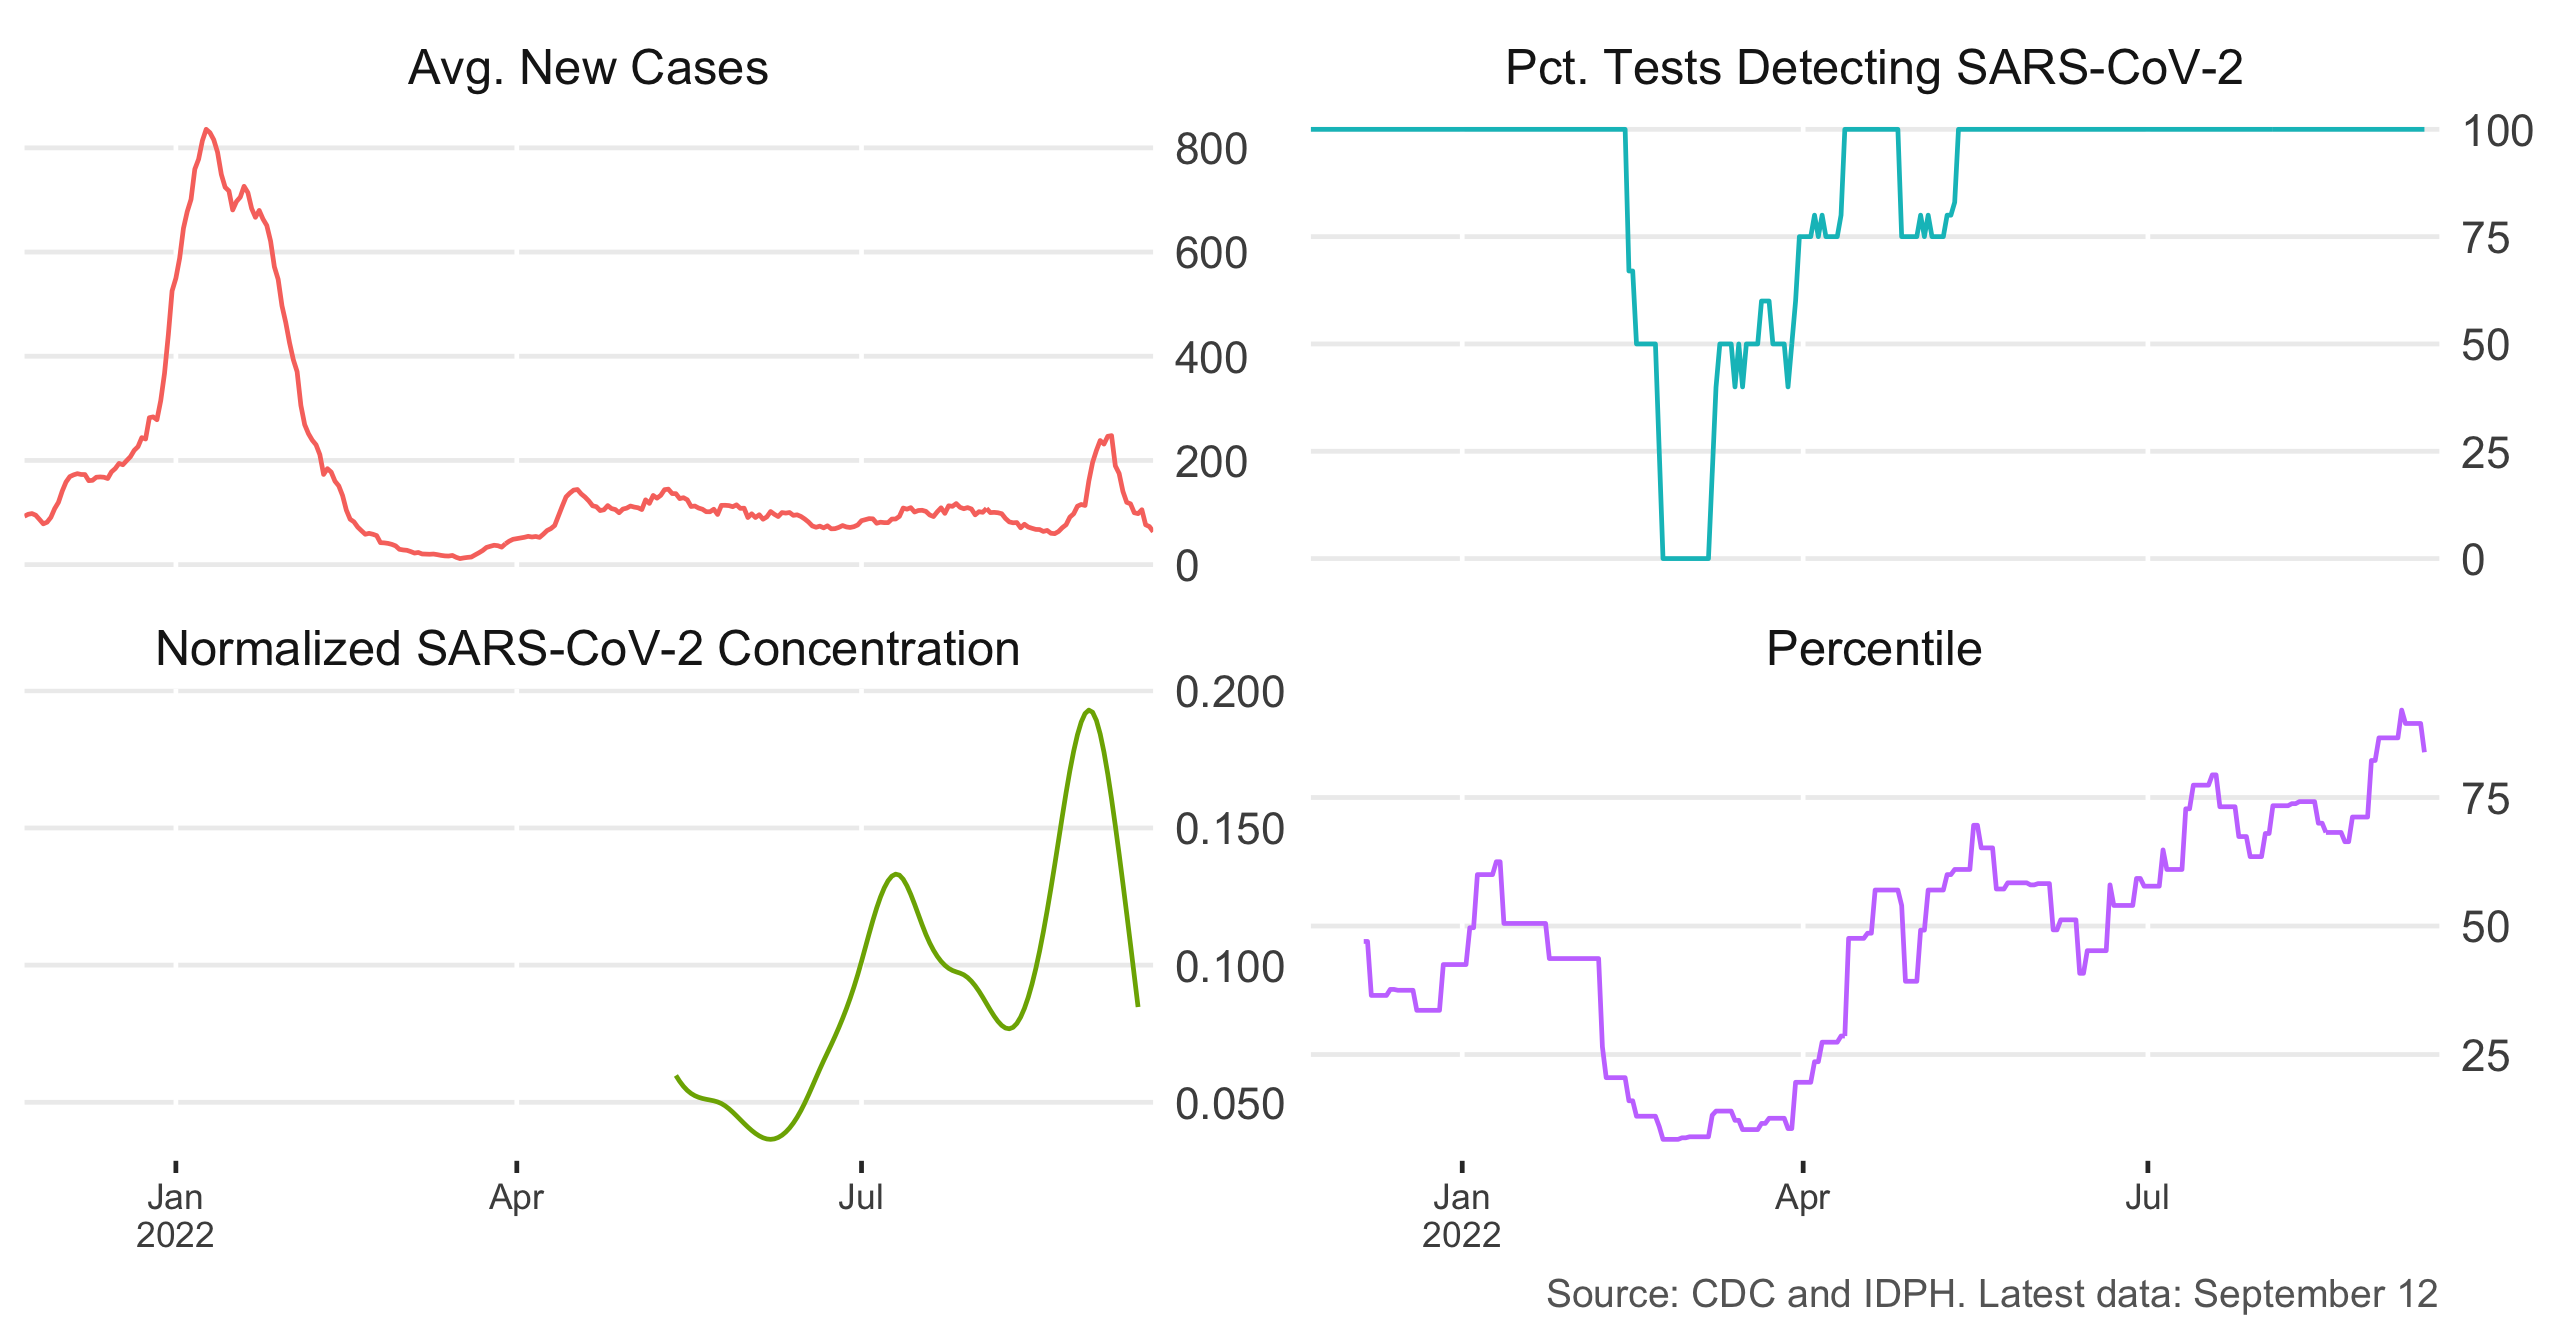 Avg. New Cases
800
600
400
200
0
Pct. Tests Detecting SARS-CoV-2
100
75
50
25
0
Normalized SARS-CoV-2 Concentration
0.200
0.150
0.100
0.050
Jan
2022
Apr
Jul
Percentile
75
50
25
Jan
2022
Apr
Jul
Source: CDC and IDPH. Latest data: September 12